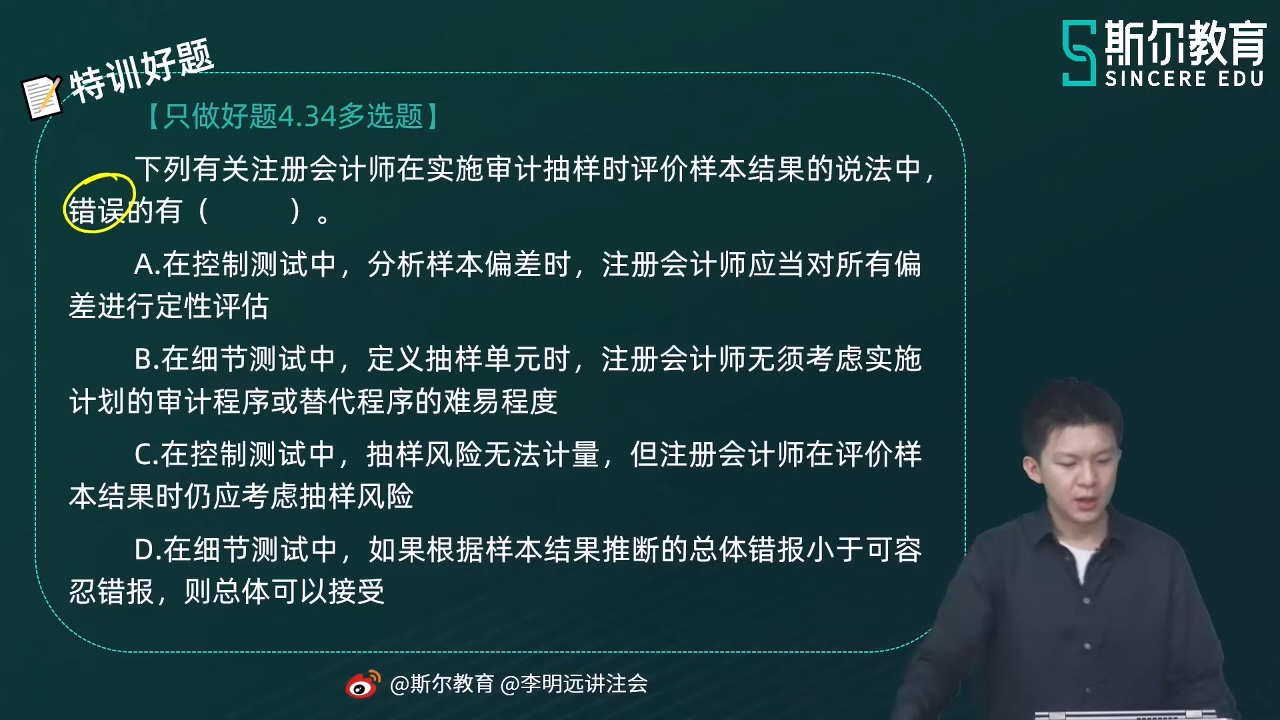 特训好题
斯尔教育
SINCERE EDU
【只做好题4.34多选题】
下列有关注册会计师在实施审计抽样时评价样本结果的说法中，
错误的有（　　）。
A.在控制测试中，分析样本偏差时，注册会计师应当对所有偏
差进行定性评估
B.在细节测试中，定义抽样单元时，注册会计师无须考虑实施
计划的审计程序或替代程序的难易程度
C.在控制测试中，抽样风险无法计量，但注册会计师在评价样
本结果时仍应考虑抽样风险
D.在细节测试中，如果根据样本结果推断的总体错报小于可容
忍错报，则总体可以接受
@斯尔教育 @李明远讲注会